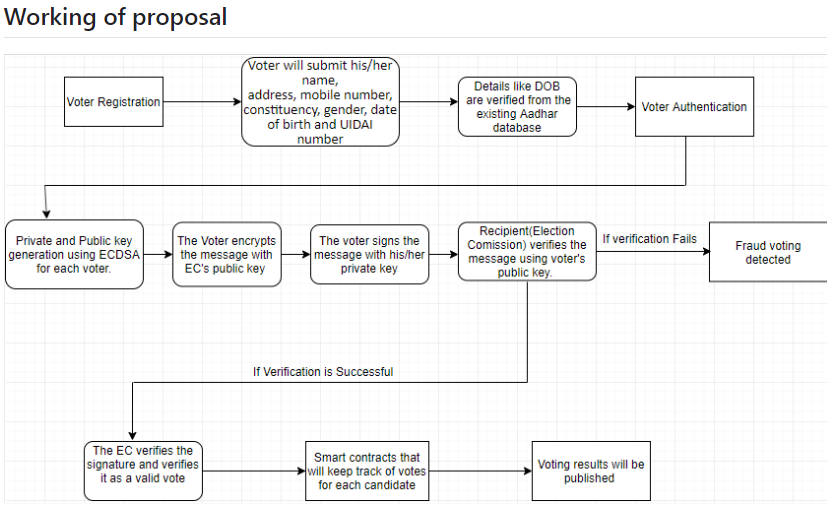 Working of proposal
Voter Registration
Voter will submit his/her
name,
address, mobile number,
constituency, gender, date
of birth and UIDAI
number
Details like DOB
are verified from the
existing Aadhar
database
Voter Authentication
Private and Public key
generation using ECDSA
for each voter.
The Voter encrypts
the message with
EC's public key
The voter signs the
message with his/her
private key
Recipient(Election
Comission) verifies the
message using voter's
public key.
If verification Fails
Fraud voting
detected
If Verification is Successful
The EC verifies the
signature and verifies
it as a valid vote
Smart contracts that
will keep track of votes
for each candidate
Voting results will be
published